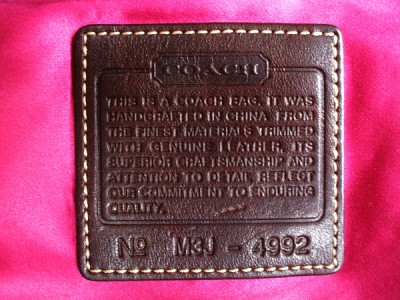 COACH
THIS IS A COACH BAG. IT WAS
HANDCRAFTED IN CHINA FROM
THE FINEST MATERIALS TRIMMED
WITH GENUINE LEATHER. ITS
SUPERIOR CRAFTSMANSHIP AND
ATTENTION TO DETAIL REFLECT
OUR COMMITMENT TO ENDURING
QUALITY.
Nº M3J - 4992